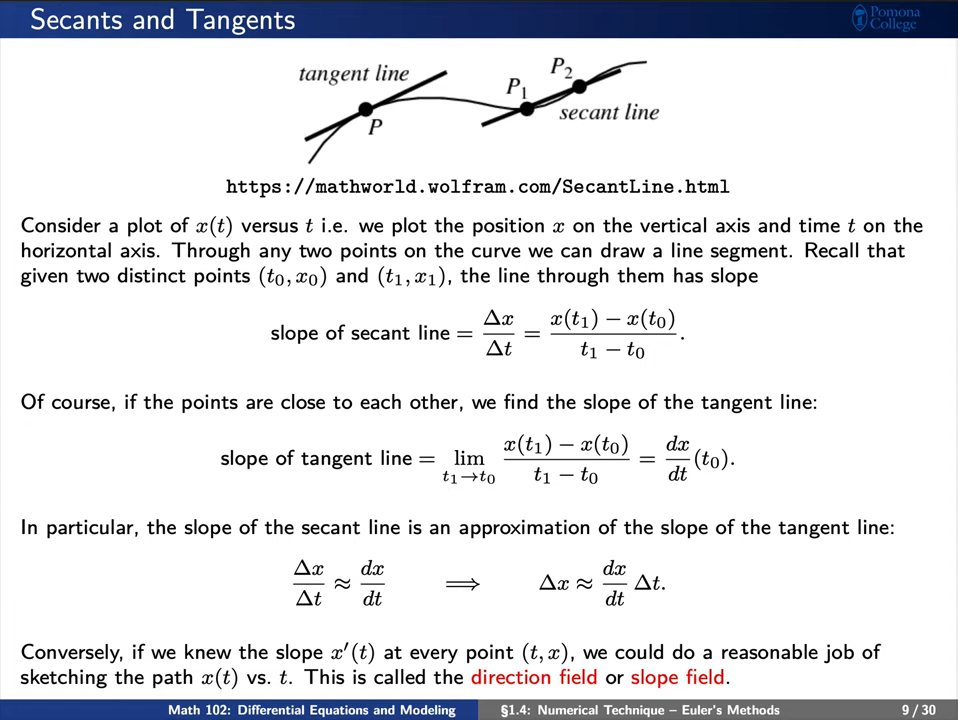 Secants and Tangents
Pomona
College
tangent line
P
P₁
P₂
secant line
https://mathworld.wolfram.com/SecantLine.html
Consider a plot of x(t) versus t i.e. we plot the position x on the vertical axis and time t on the
horizontal axis. Through any two points on the curve we can draw a line segment. Recall that
given two distinct points (t₀, x₀) and (t₁, x₁), the line through them has slope
slope of secant line = Δx/Δt = (x(t₁) − x(t₀))/(t₁ − t₀).
Of course, if the points are close to each other, we find the slope of the tangent line:
slope of tangent line = lim t₁→t₀ (x(t₁) − x(t₀))/(t₁ − t₀) = dx/dt (t₀).
In particular, the slope of the secant line is an approximation of the slope of the tangent line:
Δx/Δt ≈ dx/dt ⟹ Δx ≈ dx/dt Δt.
Conversely, if we knew the slope x′(t) at every point (t, x), we could do a reasonable job of
sketching the path x(t) vs. t. This is called the direction field or slope field.
Math 102: Differential Equations and Modeling
§1.4: Numerical Technique – Euler's Methods
9 / 30